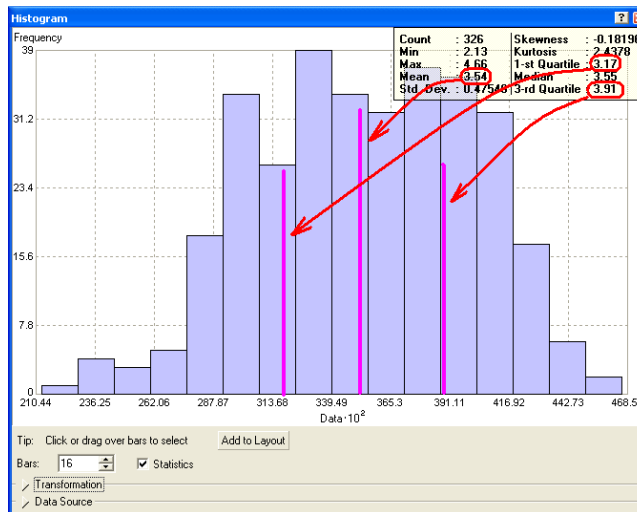 Histogram
Frequency
Count : 326 Skewness : -0.18196
Min : 2.13 Kurtosis : 2.4378
Max : 4.66 1-st Quartile : 3.17
Mean : 3.54 Median : 3.55
Std. Dev. : 0.47548 3-rd Quartile : 3.91
39
31.2
23.4
15.6
7.8
0
210.44 236.25 262.06 287.87 313.68 339.49 365.3 391.11 416.92 442.73 468.5
Data·10²
Tip: Click or drag over bars to select Add to Layout
Bars: 16 Statistics
Transformation
Data Source